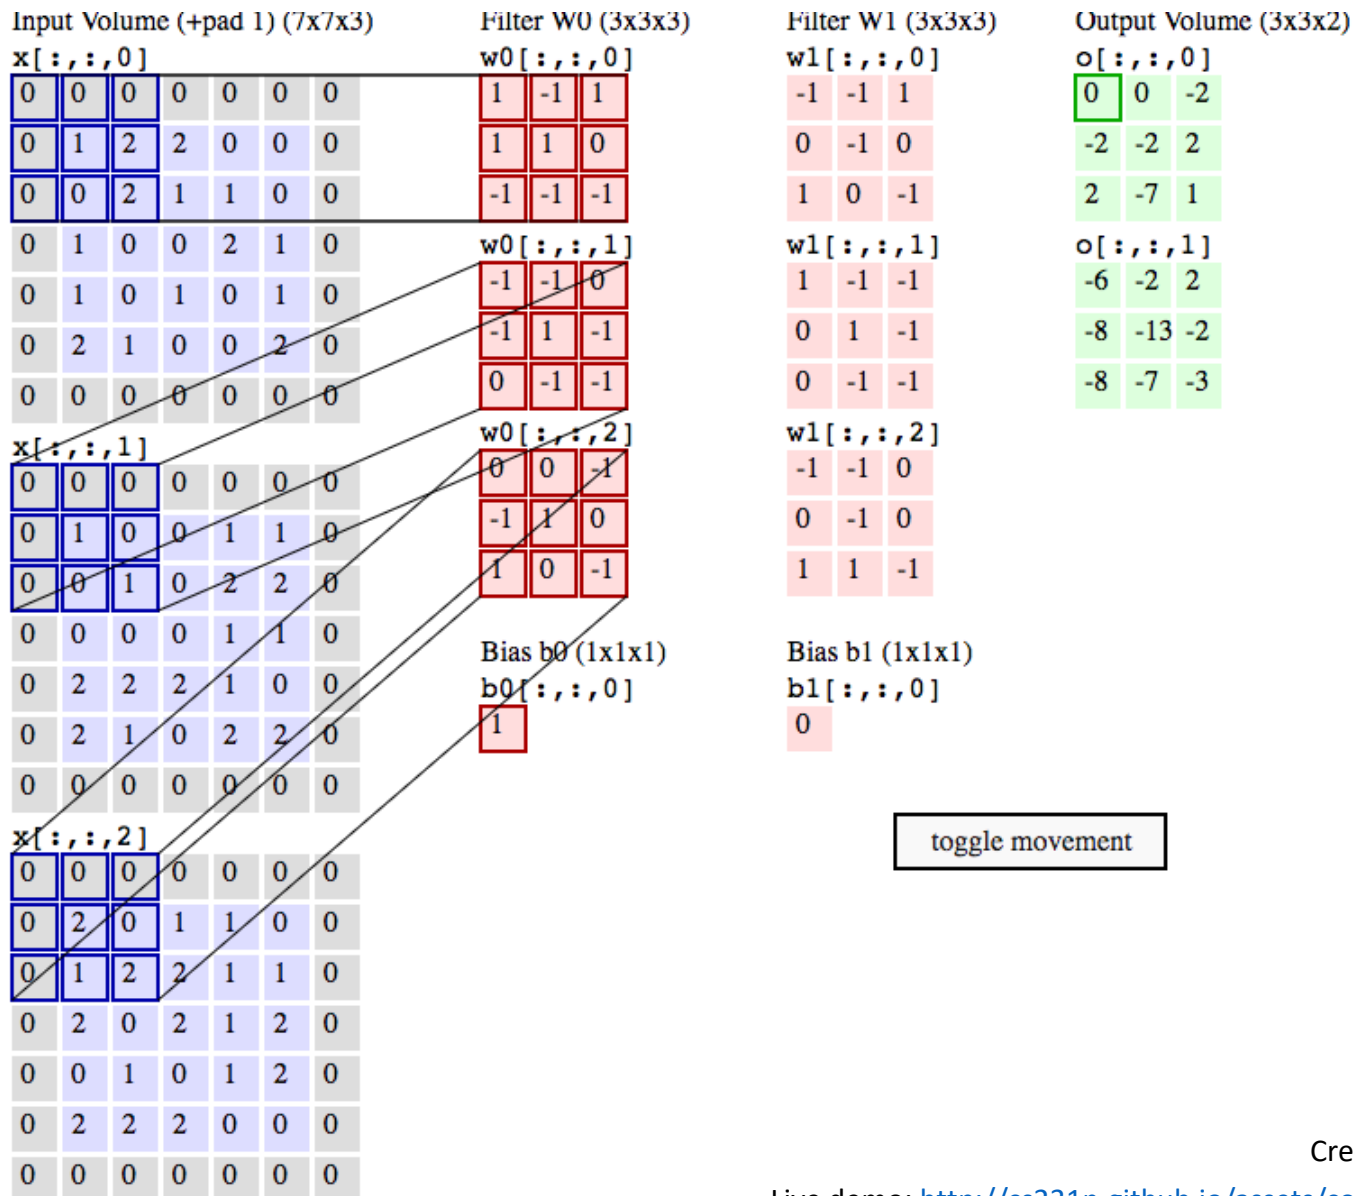 Input Volume (+pad 1) (7x7x3)
x[:,:,0]
0 0 0 0 0 0 0
0 1 2 2 0 0 0
0 0 2 1 1 0 0
0 1 0 0 2 1 0
0 1 0 1 0 1 0
0 2 1 0 0 2 0
0 0 0 0 0 0 0
x[:,:,1]
0 0 0 0 0 0 0
0 1 0 0 1 1 0
0 0 1 0 2 2 0
0 0 0 0 1 1 0
0 2 2 2 1 0 0
0 2 1 0 2 2 0
0 0 0 0 0 0 0
x[:,:,2]
0 0 0 0 0 0 0
0 2 0 1 1 0 0
0 1 2 2 1 1 0
0 2 0 2 1 2 0
0 0 1 0 1 2 0
0 2 2 2 0 0 0
0 0 0 0 0 0 0
Filter W0 (3x3x3)
w0[:,:,0]
1 -1 1
1 1 0
-1 -1 -1
w0[:,:,1]
-1 -1 0
-1 1 -1
0 -1 -1
w0[:,:,2]
0 0 -1
-1 1 0
1 0 -1
Bias b0 (1x1x1)
b0[:,:,0]
1
Filter W1 (3x3x3)
w1[:,:,0]
-1 -1 1
0 -1 0
1 0 -1
w1[:,:,1]
1 -1 -1
0 1 -1
0 -1 -1
w1[:,:,2]
-1 -1 0
0 -1 0
1 1 -1
Bias b1 (1x1x1)
b1[:,:,0]
0
Output Volume (3x3x2)
o[:,:,0]
0 0 -2
-2 -2 2
2 -7 1
o[:,:,1]
-6 -2 2
-8 -13 -2
-8 -7 -3
toggle movement
Cre
Live demo: